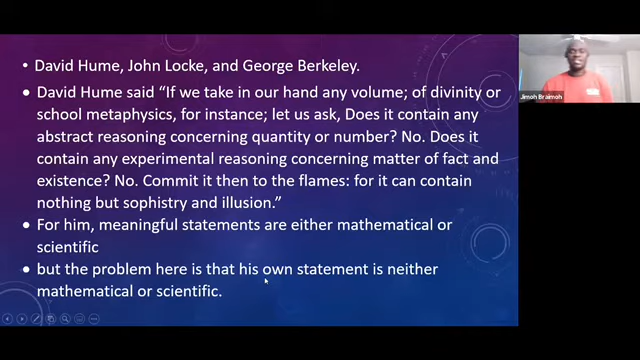 • David Hume, John Locke, and George Berkeley.
• David Hume said “If we take in our hand any volume; of divinity or
school metaphysics, for instance; let us ask, Does it contain any
abstract reasoning concerning quantity or number? No. Does it
contain any experimental reasoning concerning matter of fact and
existence? No. Commit it then to the flames: for it can contain
nothing but sophistry and illusion.”
• For him, meaningful statements are either mathematical or
scientific
• but the problem here is that his own statement is neither
mathematical or scientific.
Jimoh Braimoh